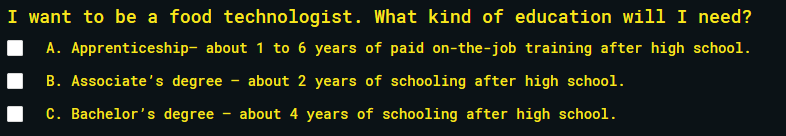 I want to be a food technologist. What kind of education will I need?
A. Apprenticeship– about 1 to 6 years of paid on-the-job training after high school.
B. Associate’s degree – about 2 years of schooling after high school.
C. Bachelor’s degree – about 4 years of schooling after high school.